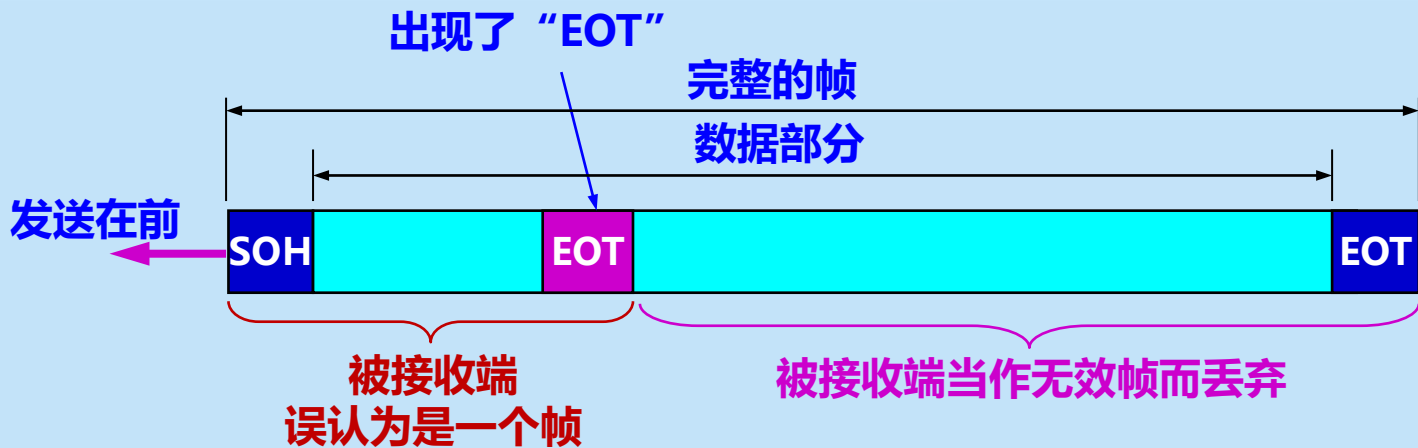 出现了“EOT”
完整的帧
数据部分
发送在前
SOH
EOT
EOT
被接收端
误认为是一个帧
被接收端当作无效帧而丢弃